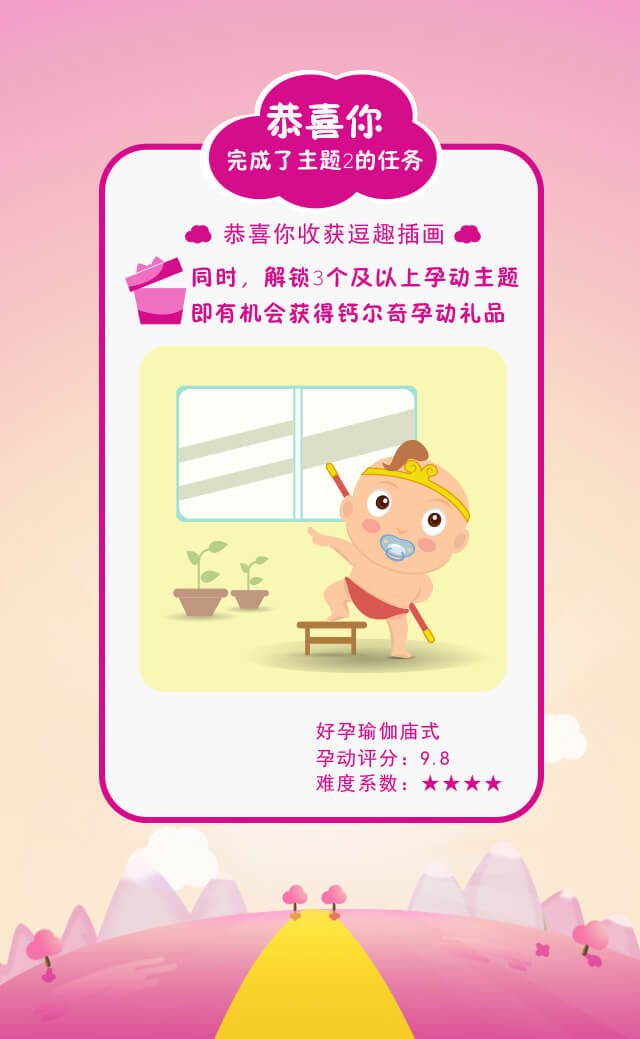 恭喜你
完成了主题2的任务
恭喜你收获逗趣插画
同时，解锁3个及以上孕动主题
即有机会获得钙尔奇孕动礼品
好孕瑜伽庙式
孕动评分：9.8
难度系数：★★★★